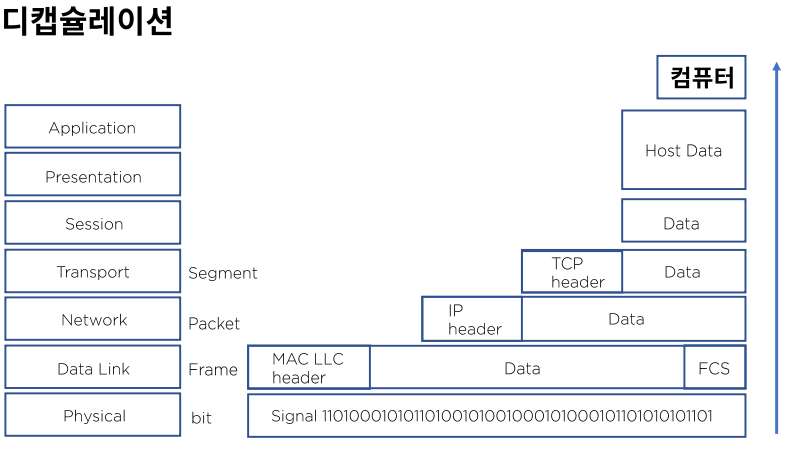 디캡슐레이션
컴퓨터
Application
Host Data
Presentation
Session
Data
Transport
Segment
TCP
header
Data
Network
Packet
IP
header
Data
Data Link
Frame
MAC LLC
header
Data
FCS
Physical
bit
Signal 1101000101011010010100100010100010110101010101101